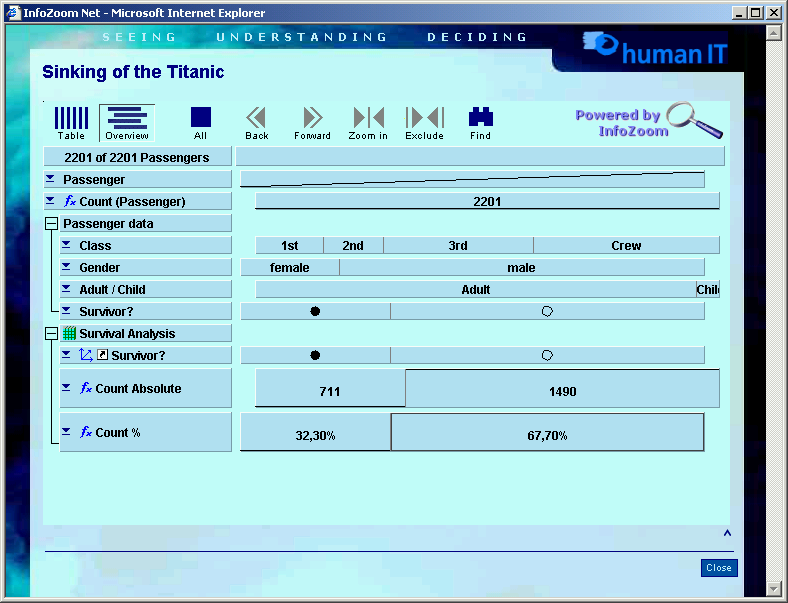 InfoZoom Net - Microsoft Internet Explorer
SEEING UNDERSTANDING DECIDING
human IT
Sinking of the Titanic
Table Overview All Back Forward Zoom in Exclude Find
Powered by
InfoZoom
2201 of 2201 Passengers
Passenger
fx Count (Passenger) 2201
Passenger data
Class 1st 2nd 3rd Crew
Gender female male
Adult / Child Adult Chil
Survivor?
Survival Analysis
Survivor?
fx Count Absolute 711 1490
fx Count % 32,30% 67,70%
Close